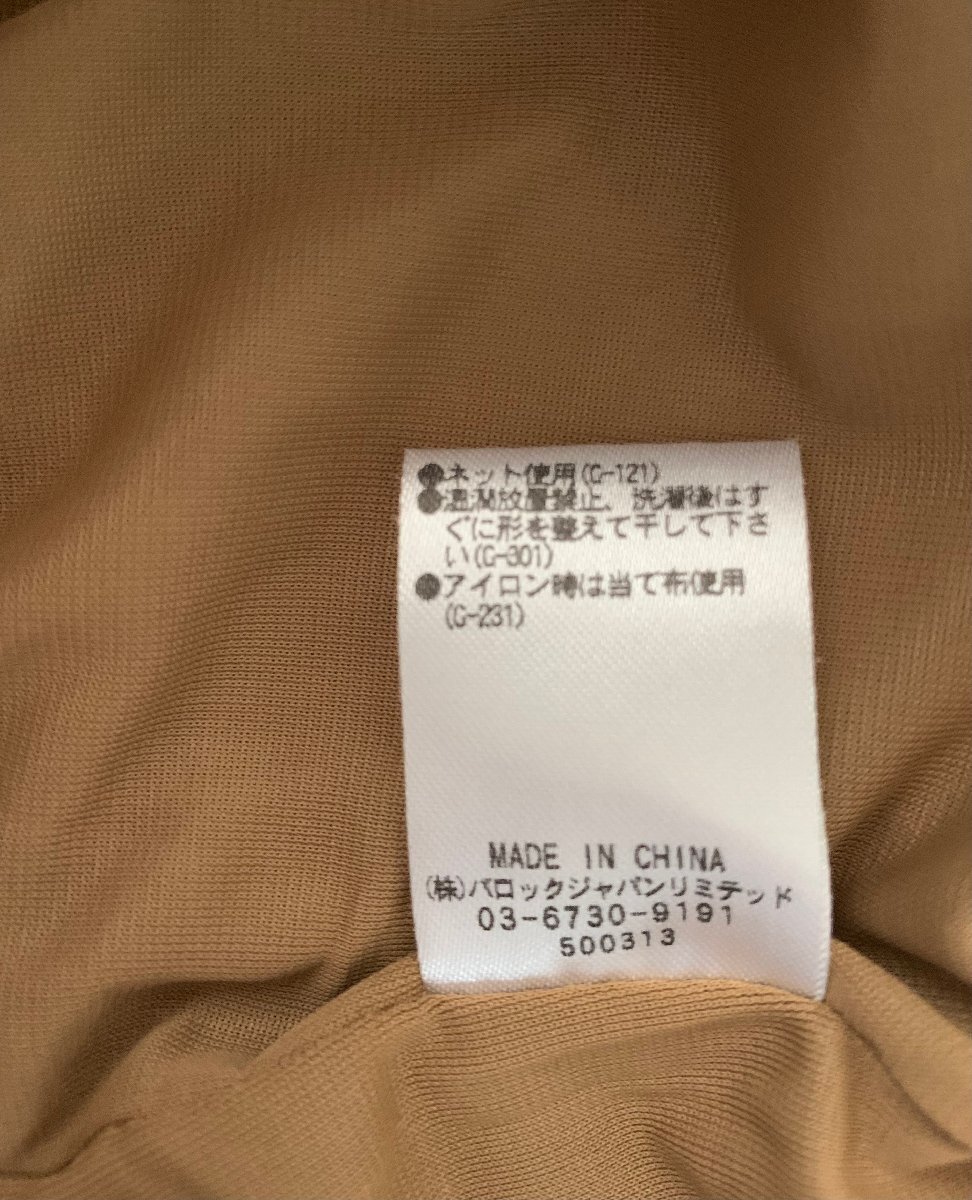 ●ネット使用(G-121)
●湿潤放置禁止、洗濯後はす
ぐに形を整えて干して下さ
い(G-301)
●アイロン時は当て布使用
(G-231)
MADE IN CHINA
(株)バロックジャパンリミテッド
03-6730-9191
500313